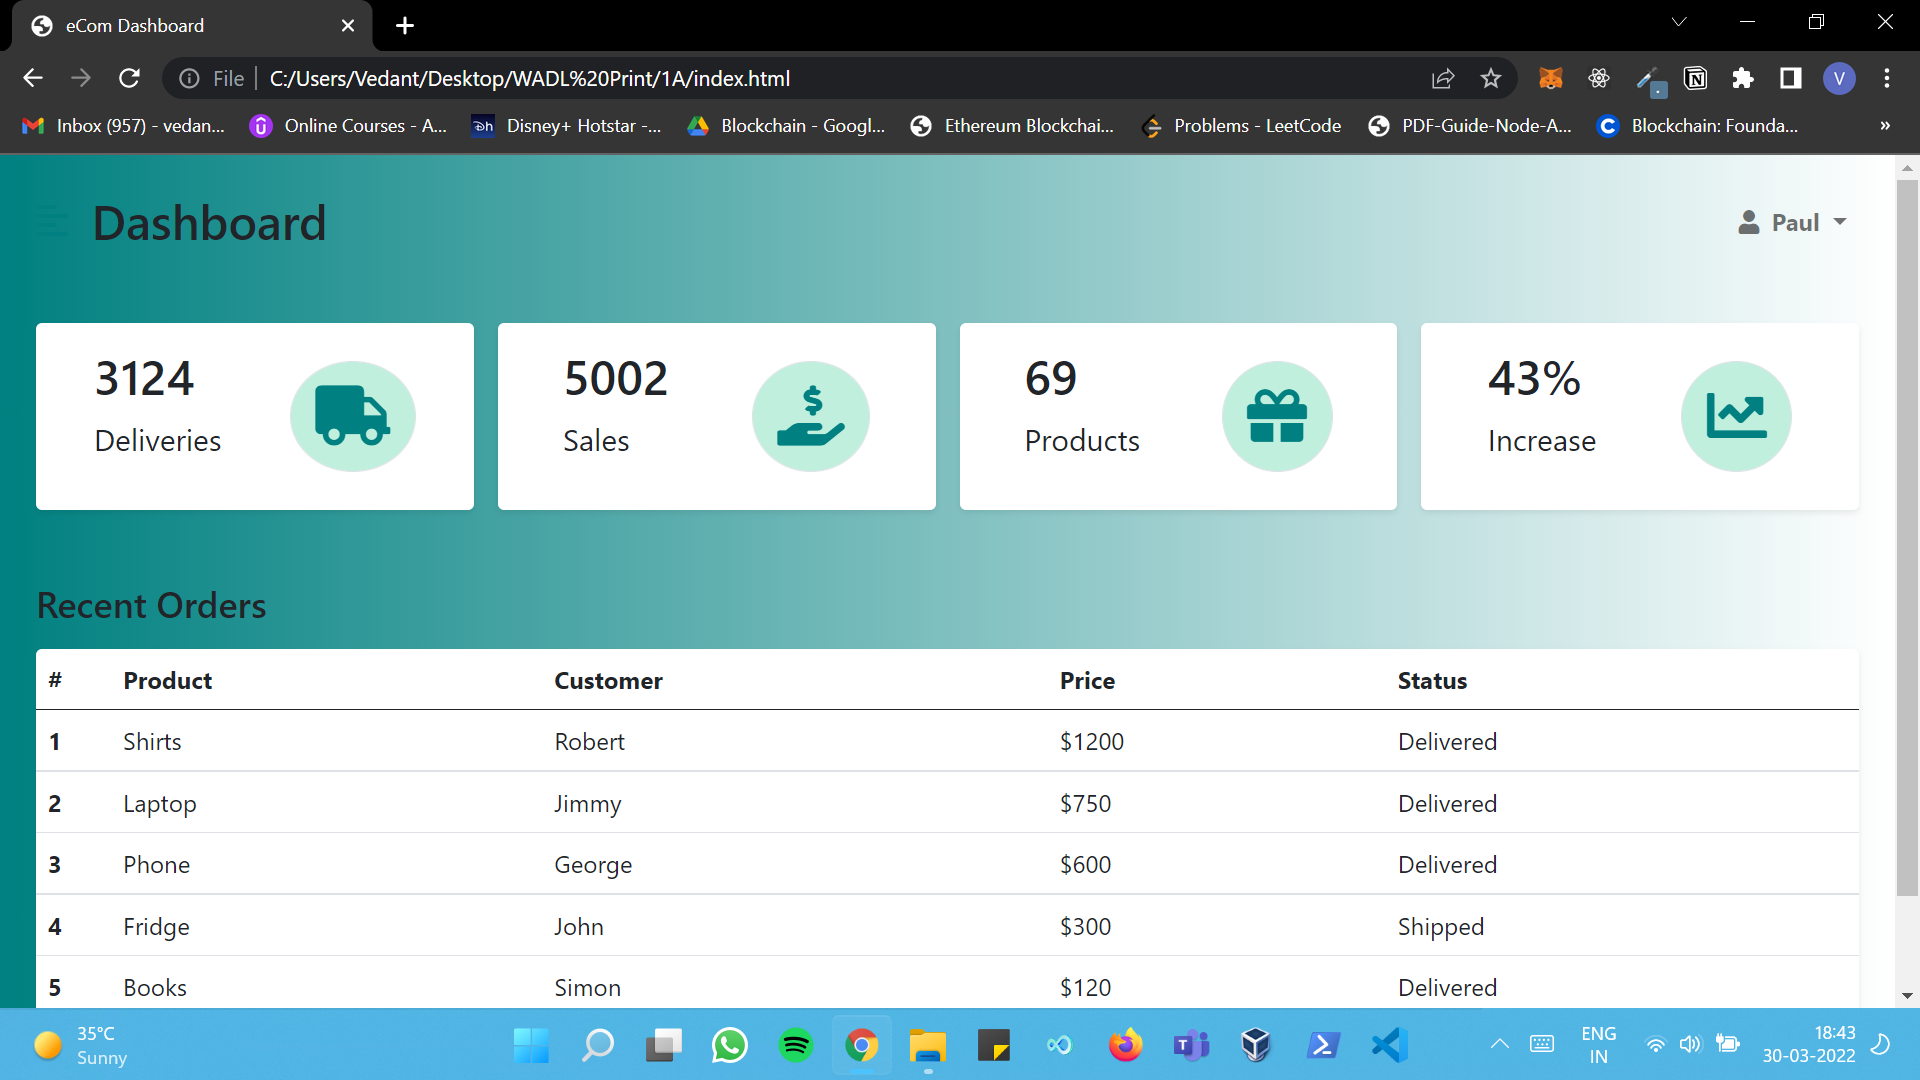 eCom Dashboard
File C:/Users/Vedant/Desktop/WADL%20Print/1A/index.html
V
Inbox (957) - vedan... Online Courses - A... Disney+ Hotstar -... Blockchain - Googl... Ethereum Blockchai... Problems - LeetCode PDF-Guide-Node-A... Blockchain: Founda... »
Dashboard
Paul
3124
Deliveries
5002
Sales
69
Products
43%
Increase
Recent Orders
# Product Customer Price Status
1 Shirts Robert $1200 Delivered
2 Laptop Jimmy $750 Delivered
3 Phone George $600 Delivered
4 Fridge John $300 Shipped
5 Books Simon $120 Delivered
35°C
Sunny
ENG
IN
18:43
30-03-2022